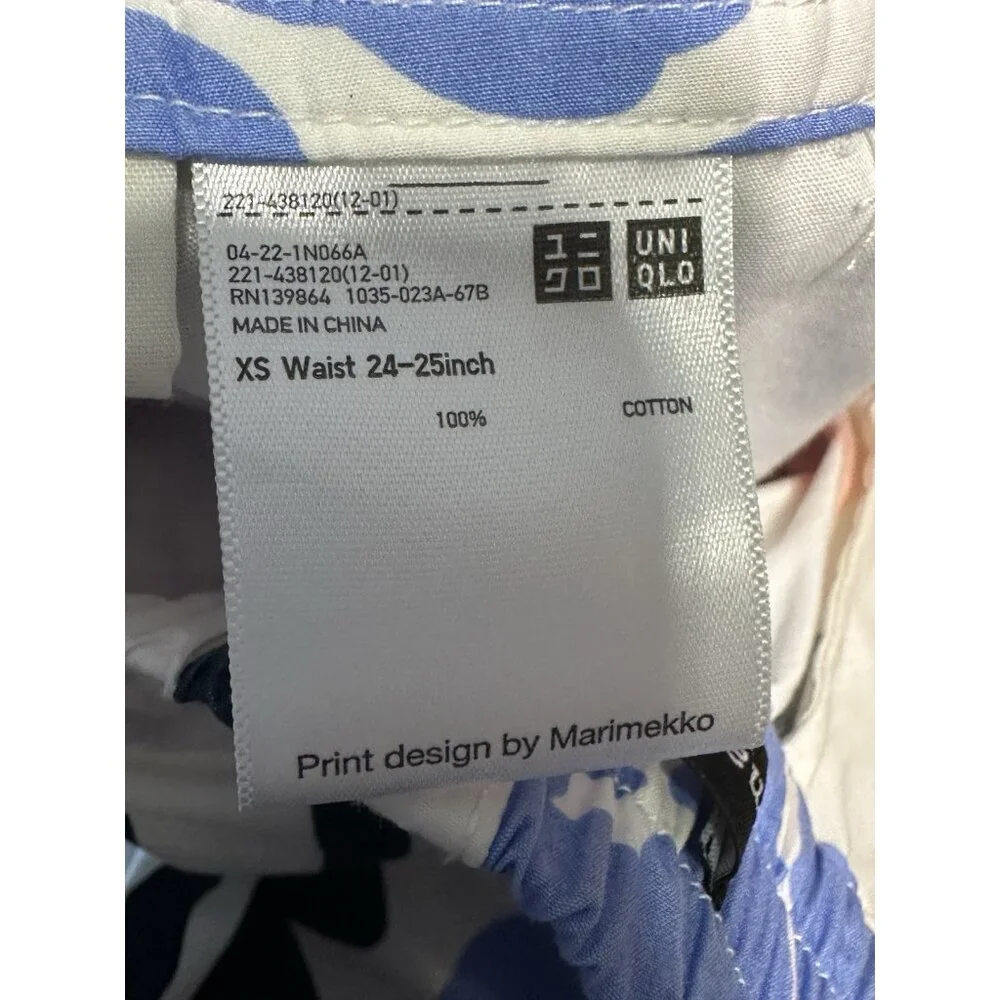 221-438120(12-01)
04-22-1N066A
221-438120(12-01)
RN139864 1035-023A-67B
MADE IN CHINA
ユニ
クロ
UNI
QLO
XS Waist 24-25inch
100% COTTON
Print design by Marimekko